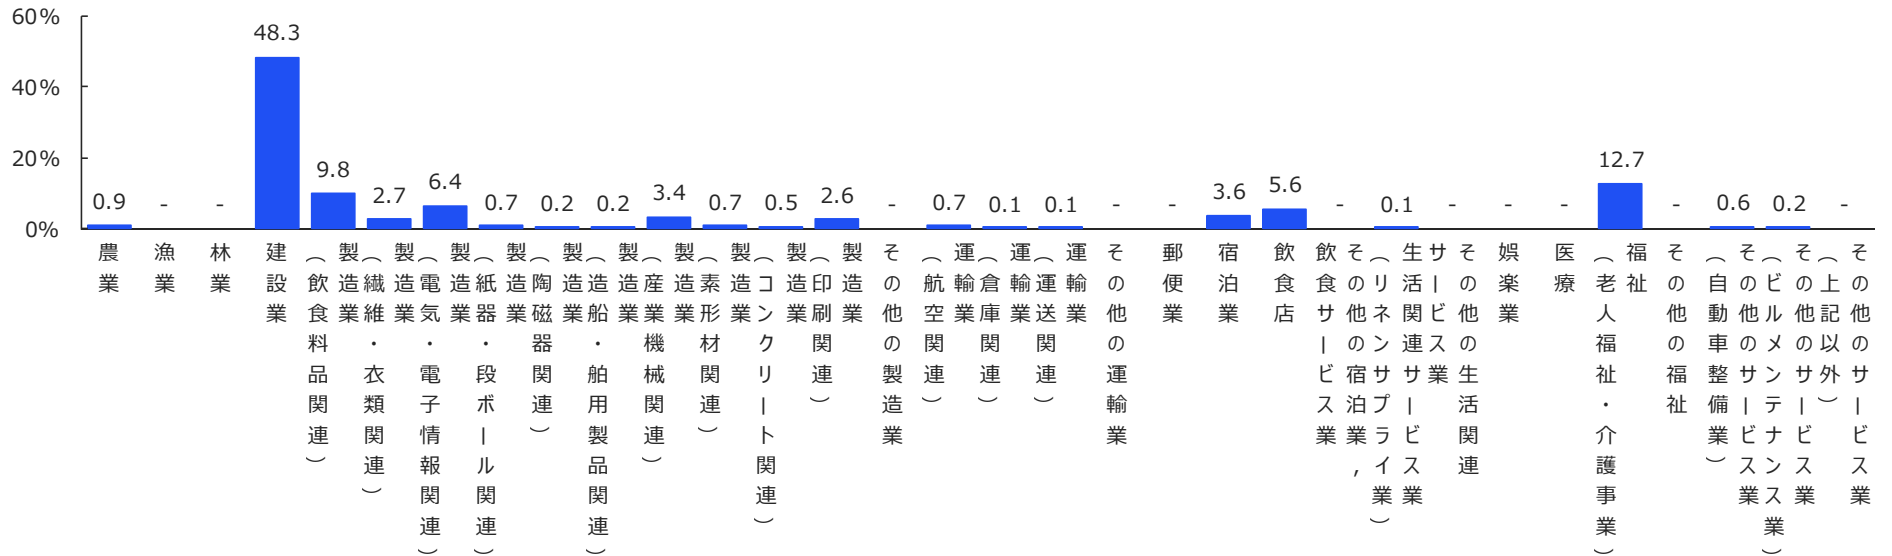 60%
40%
20%
0%
0.9
-
-
48.3
9.8
2.7
6.4
0.7
0.2
0.2
3.4
0.7
0.5
2.6
-
0.7
0.1
0.1
-
-
3.6
5.6
-
0.1
-
-
-
12.7
-
0.6
0.2
-
農業
漁業
林業
建設業
製造業
(飲食料品関連)
製造業
(繊維・衣類関連)
製造業
(電気・電子情報関連)
製造業
(紙器・段ボール関連)
製造業
(陶磁器関連)
製造業
(造船・舶用製品関連)
製造業
(産業機械関連)
製造業
(素形材関連)
製造業
(コンクリート関連)
製造業
(印刷関連)
その他の製造業
運輸業
(航空関連)
運輸業
(倉庫関連)
運輸業
(運送関連)
その他の運輸業
郵便業
宿泊業
飲食店
その他の宿泊業,
飲食サービス業
生活関連サービス業
(リネンサプライ業)
その他の生活関連
サービス業
娯楽業
医療
福祉
(老人福祉・介護事業)
その他の福祉
その他のサービス業
(自動車整備業)
その他のサービス業
(ビルメンテナンス業)
その他のサービス業
(上記以外)